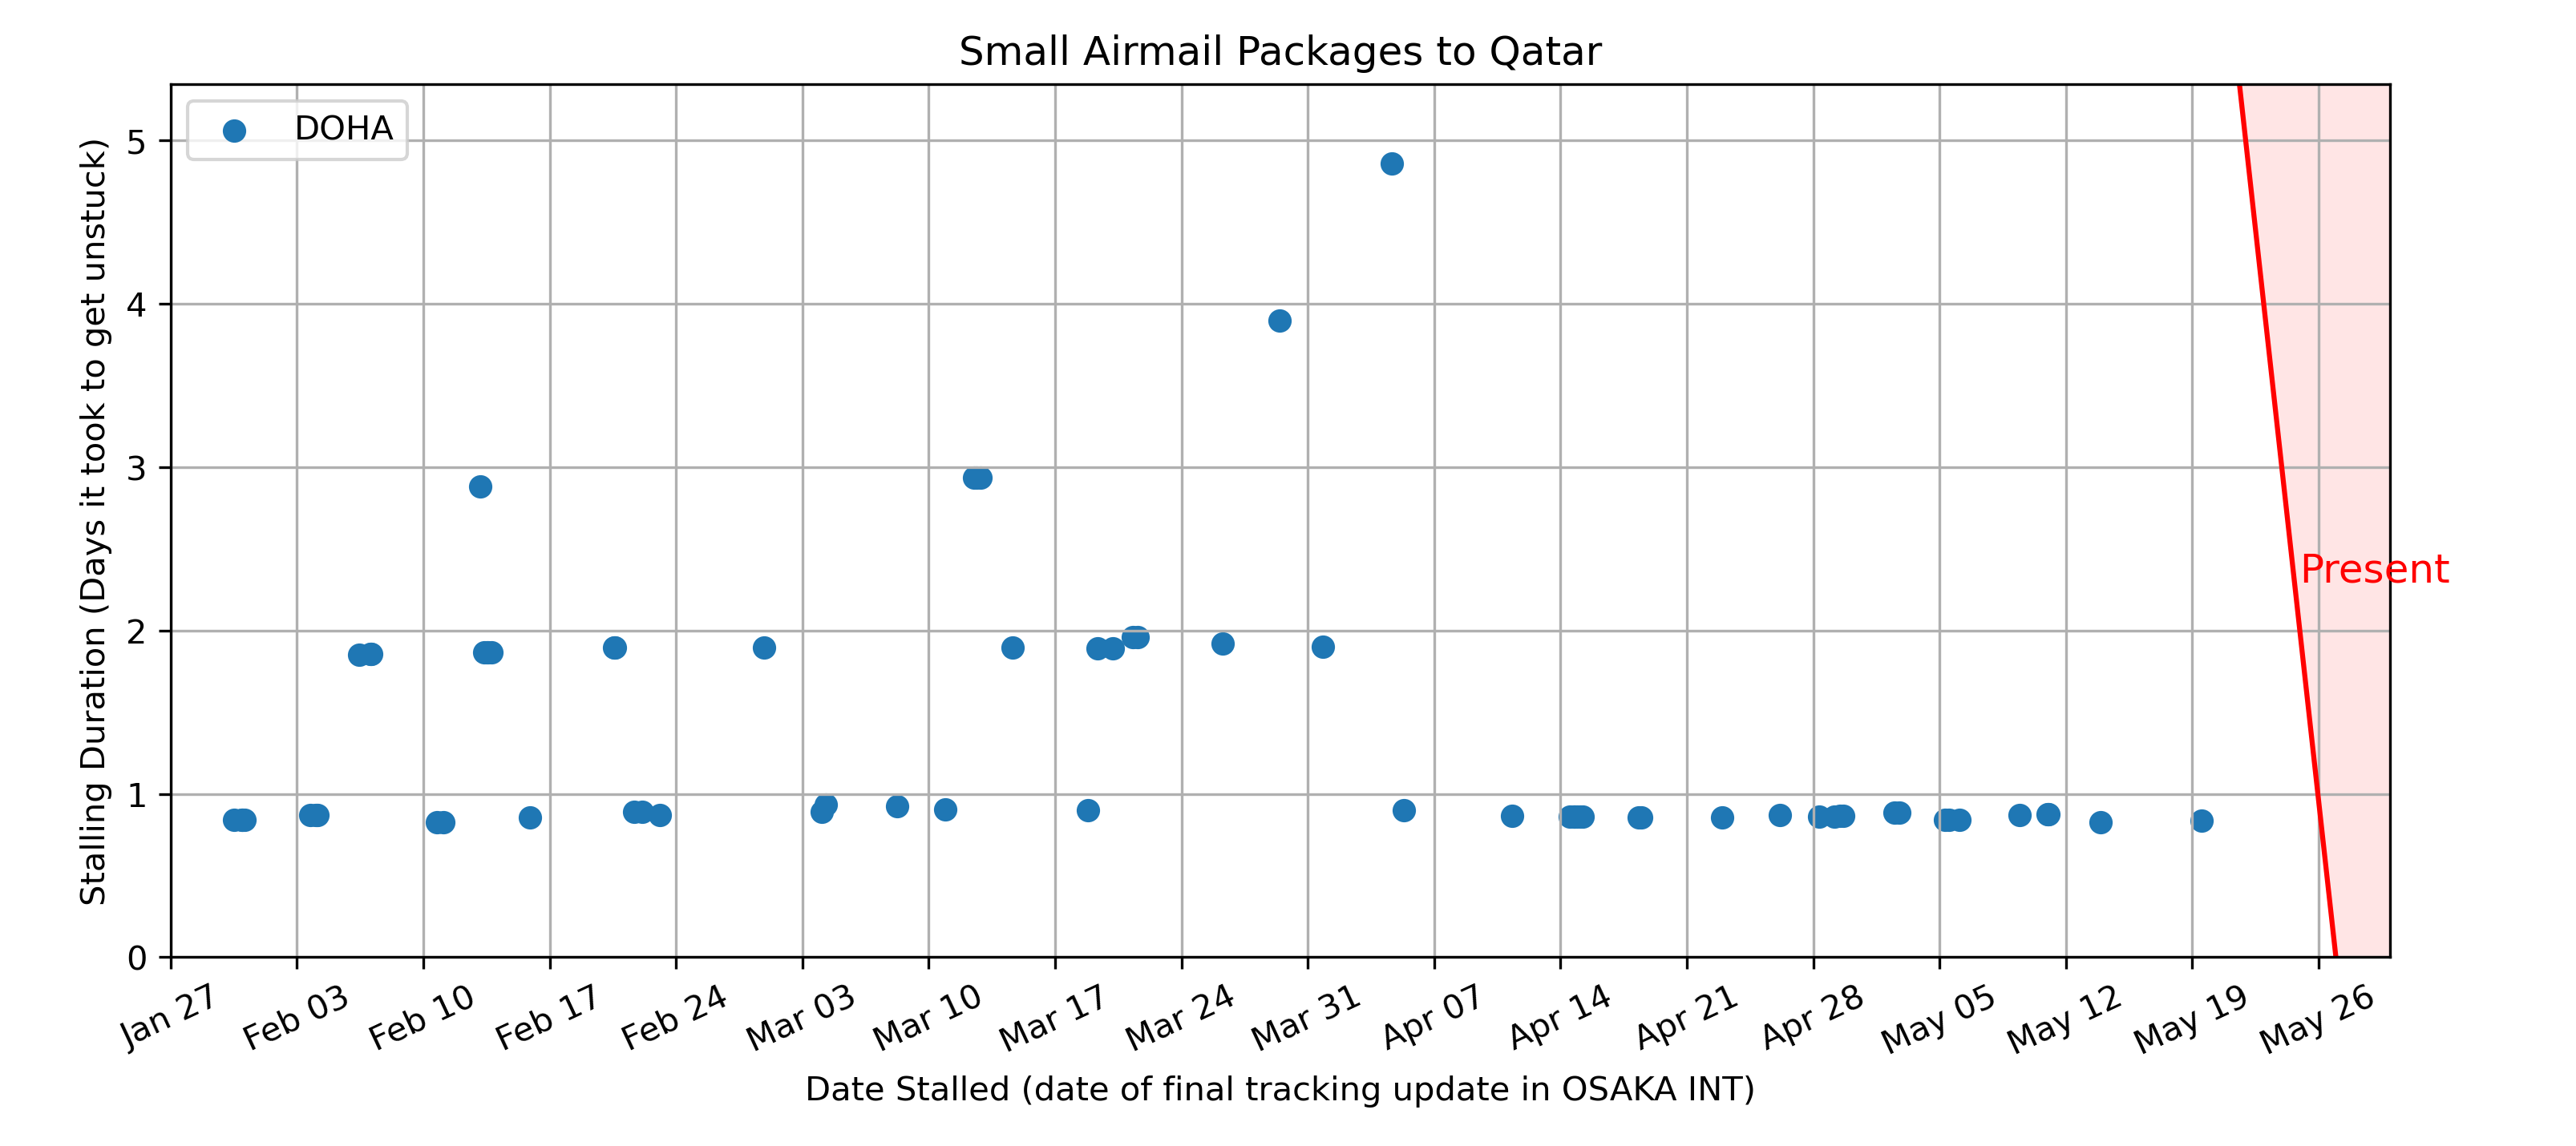 Small Airmail Packages to Qatar
DOHA
Stalling Duration (Days it took to get unstuck)
5
4
3
2
1
0
Present
Jan 27
Feb 03
Feb 10
Feb 17
Feb 24
Mar 03
Mar 10
Mar 17
Mar 24
Mar 31
Apr 07
Apr 14
Apr 21
Apr 28
May 05
May 12
May 19
May 26
Date Stalled (date of final tracking update in OSAKA INT)